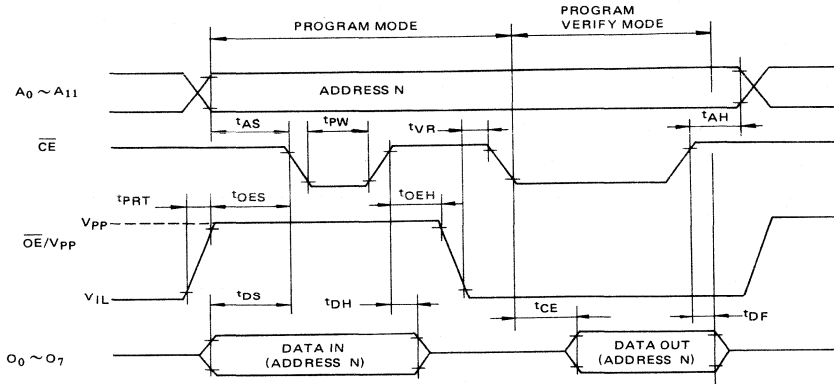 PROGRAM MODE
PROGRAM
VERIFY MODE
A0 ~ A11
ADDRESS N
tAS
tPW
tVR
tAH
CE
tPRT
tOES
tOEH
VPP
OE/VPP
VIL
tDS
tDH
tCE
tDF
O0 ~ O7
DATA IN
(ADDRESS N)
DATA OUT
(ADDRESS N)